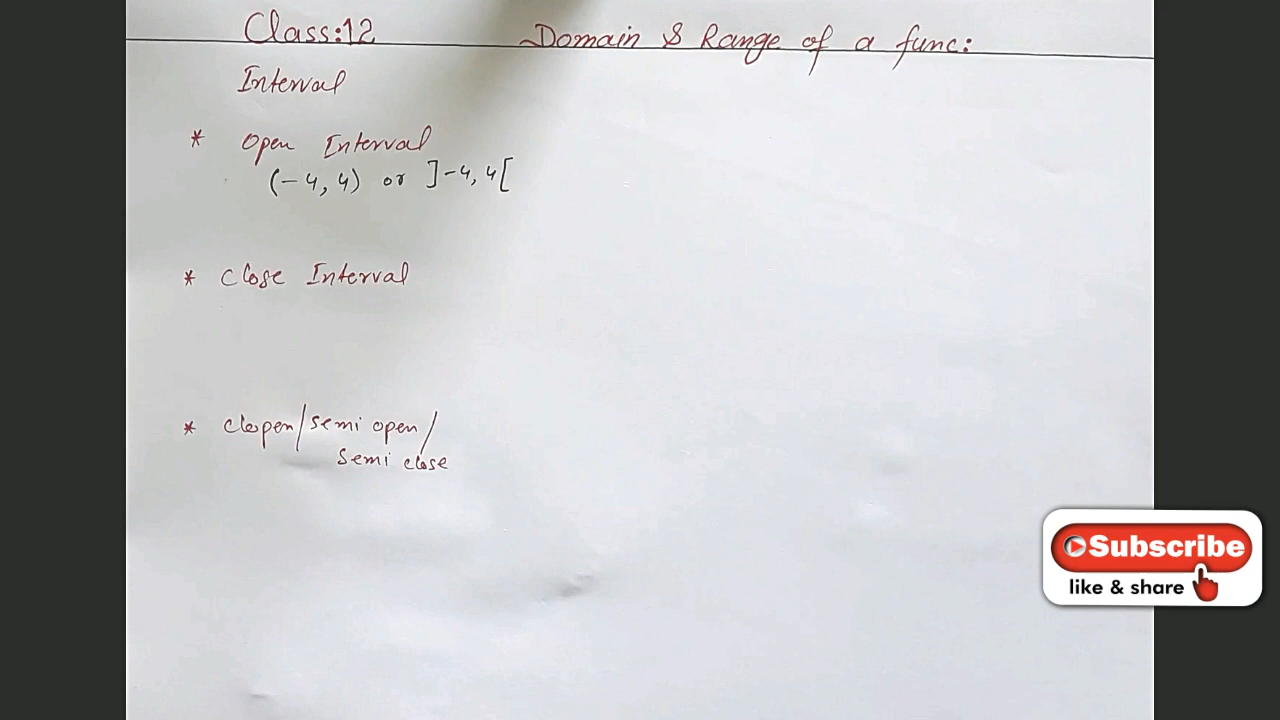 Class:12 Domain & Range of a func:
Interval
* Open Interval
(-4, 4) or ]-4, 4[
* Close Interval
* Clopen/Semi open/
Semi close
Subscribe
like & share